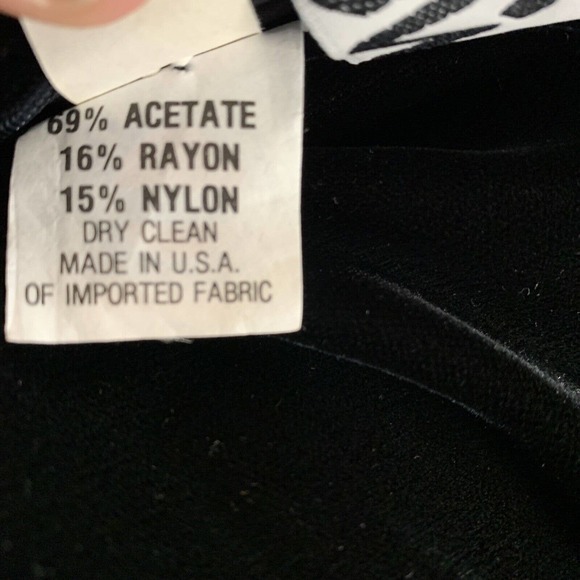 69% ACETATE
16% RAYON
15% NYLON
DRY CLEAN
MADE IN U.S.A.
OF IMPORTED FABRIC